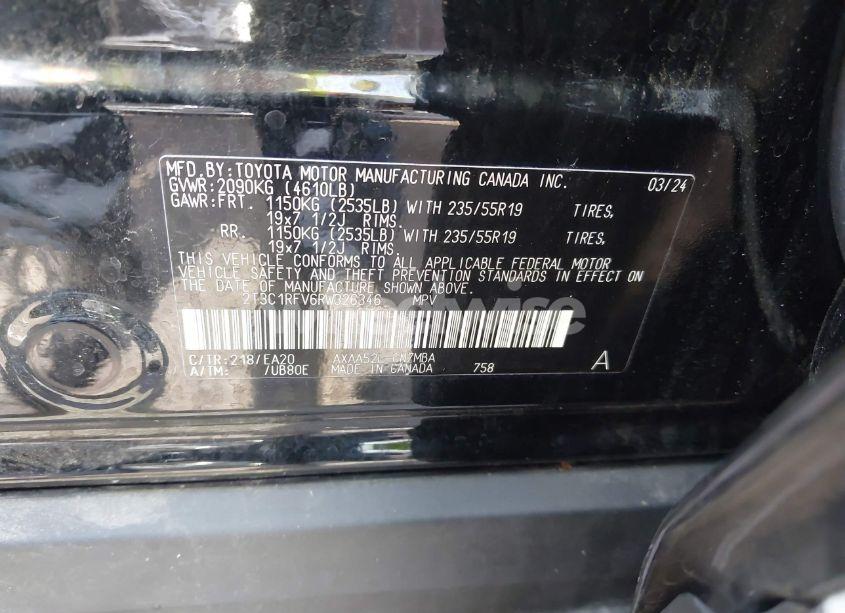 MFD.BY:TOYOTA MOTOR MANUFACTURING CANADA INC. 03/24
GVWR:2090KG (4610LB)
GAWR:FRT. 1150KG (2535LB) WITH 235/55R19 TIRES,
19x7 1/2J RIMS.
RR. 1150KG (2535LB) WITH 235/55R19 TIRES,
19x7 1/2J RIMS.
THIS VEHICLE CONFORMS TO ALL APPLICABLE FEDERAL MOTOR
VEHICLE SAFETY AND THEFT PREVENTION STANDARDS IN EFFECT ON
THE DATE OF MANUFACTURE SHOWN ABOVE.
2T3C1RFV6RW326346 MPV
C/TR:218/EA20 758 A
A/TM: /UB80E MADE IN CANADA